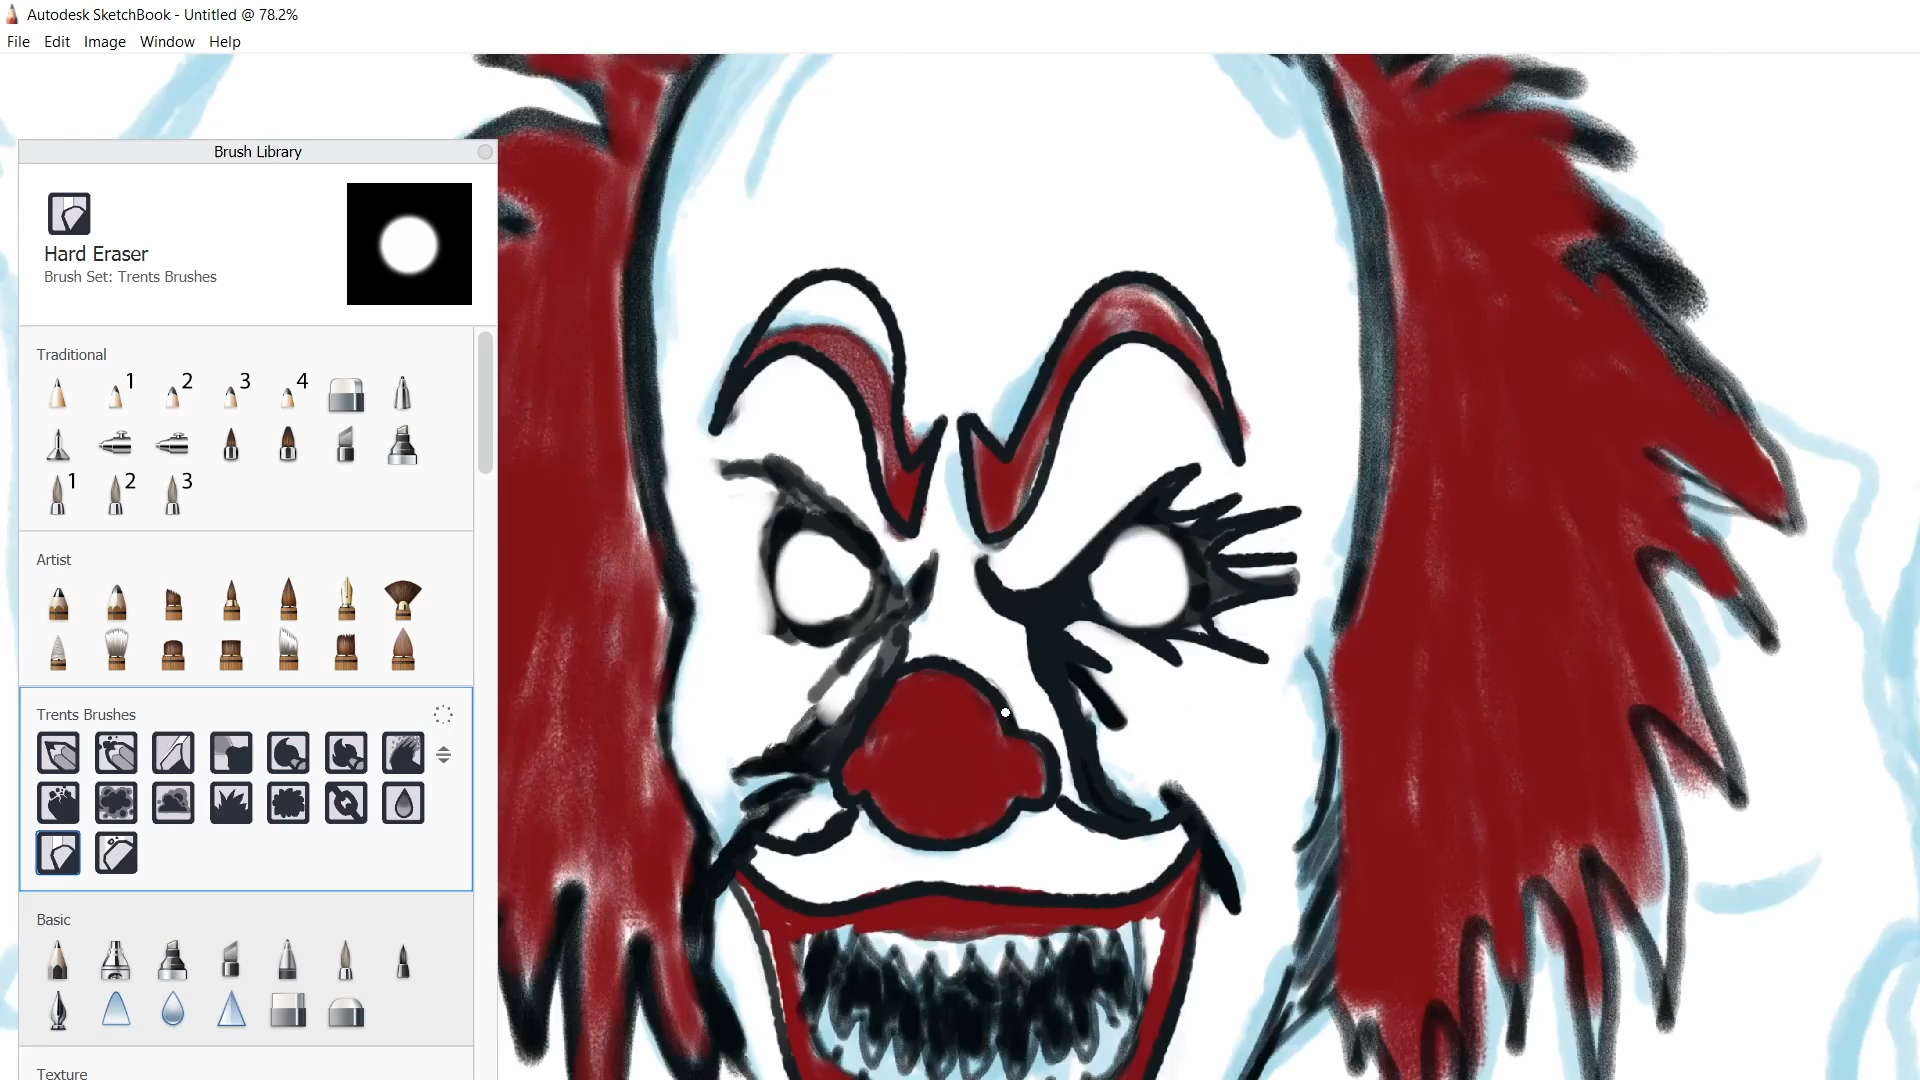 Autodesk SketchBook - Untitled @ 78.2%
File Edit Image Window Help
Brush Library
Hard Eraser
Brush Set: Trents Brushes
Traditional
1 2 3 4
1 2 3
Artist
Trents Brushes
Basic
Texture